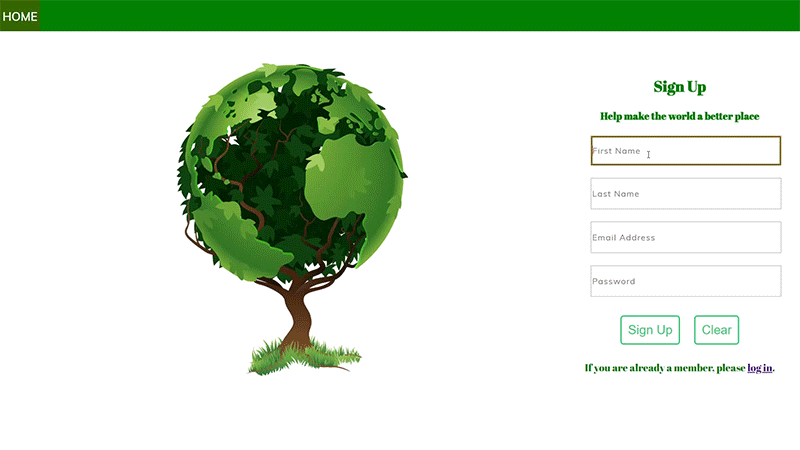 HOME
Sign Up
Help make the world a better place
First Name
Last Name
Email Address
Password
Sign Up Clear
If you are already a member, please log in.